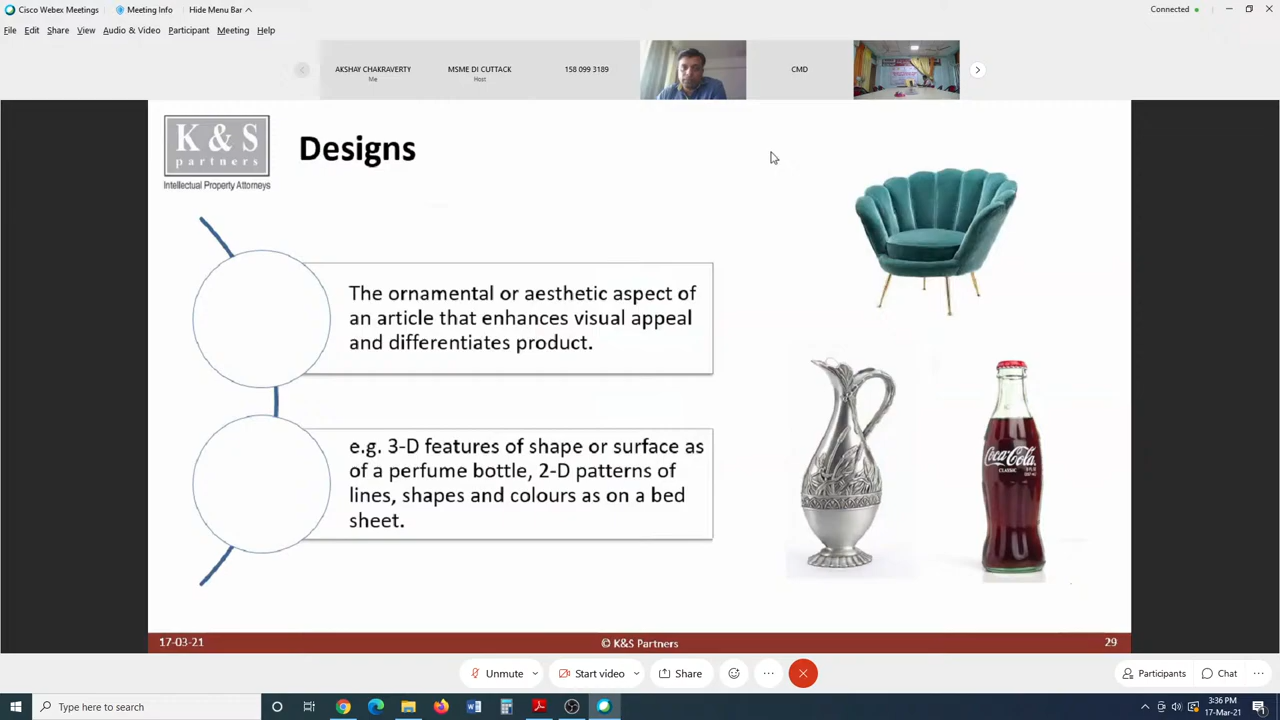 Cisco Webex Meetings
Meeting Info
Hide Menu Bar
Connected
File Edit Share View Audio & Video Participant Meeting Help
AKSHAY CHAKRAVERTY
Me
MSME DI CUTTACK
Host
158 099 3189
CMD
K & S
partners
Intellectual Property Attorneys
Designs
The ornamental or aesthetic aspect of
an article that enhances visual appeal
and differentiates product.
e.g. 3-D features of shape or surface as
of a perfume bottle, 2-D patterns of
lines, shapes and colours as on a bed
sheet.
Coca-Cola
CLASSIC
17-03-21
© K&S Partners
29
Unmute
Start video
Share
Participants
Chat
Type here to search
3:36 PM
17-Mar-21